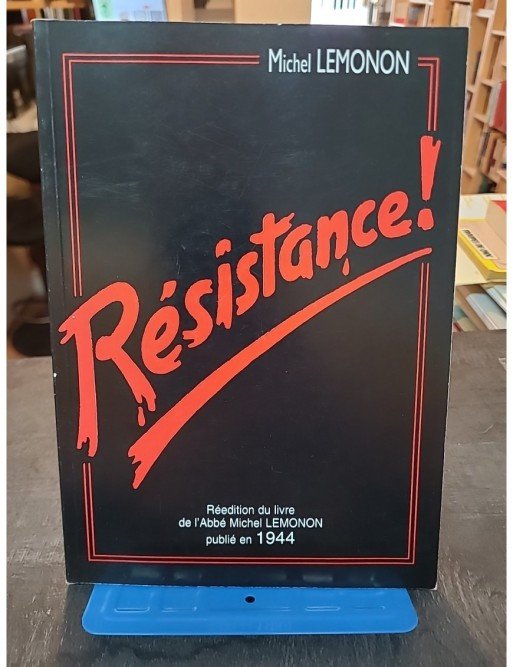 Michel LEMONON
Résistance!
Réedition du livre
de l'Abbé Michel LEMONON
publié en 1944